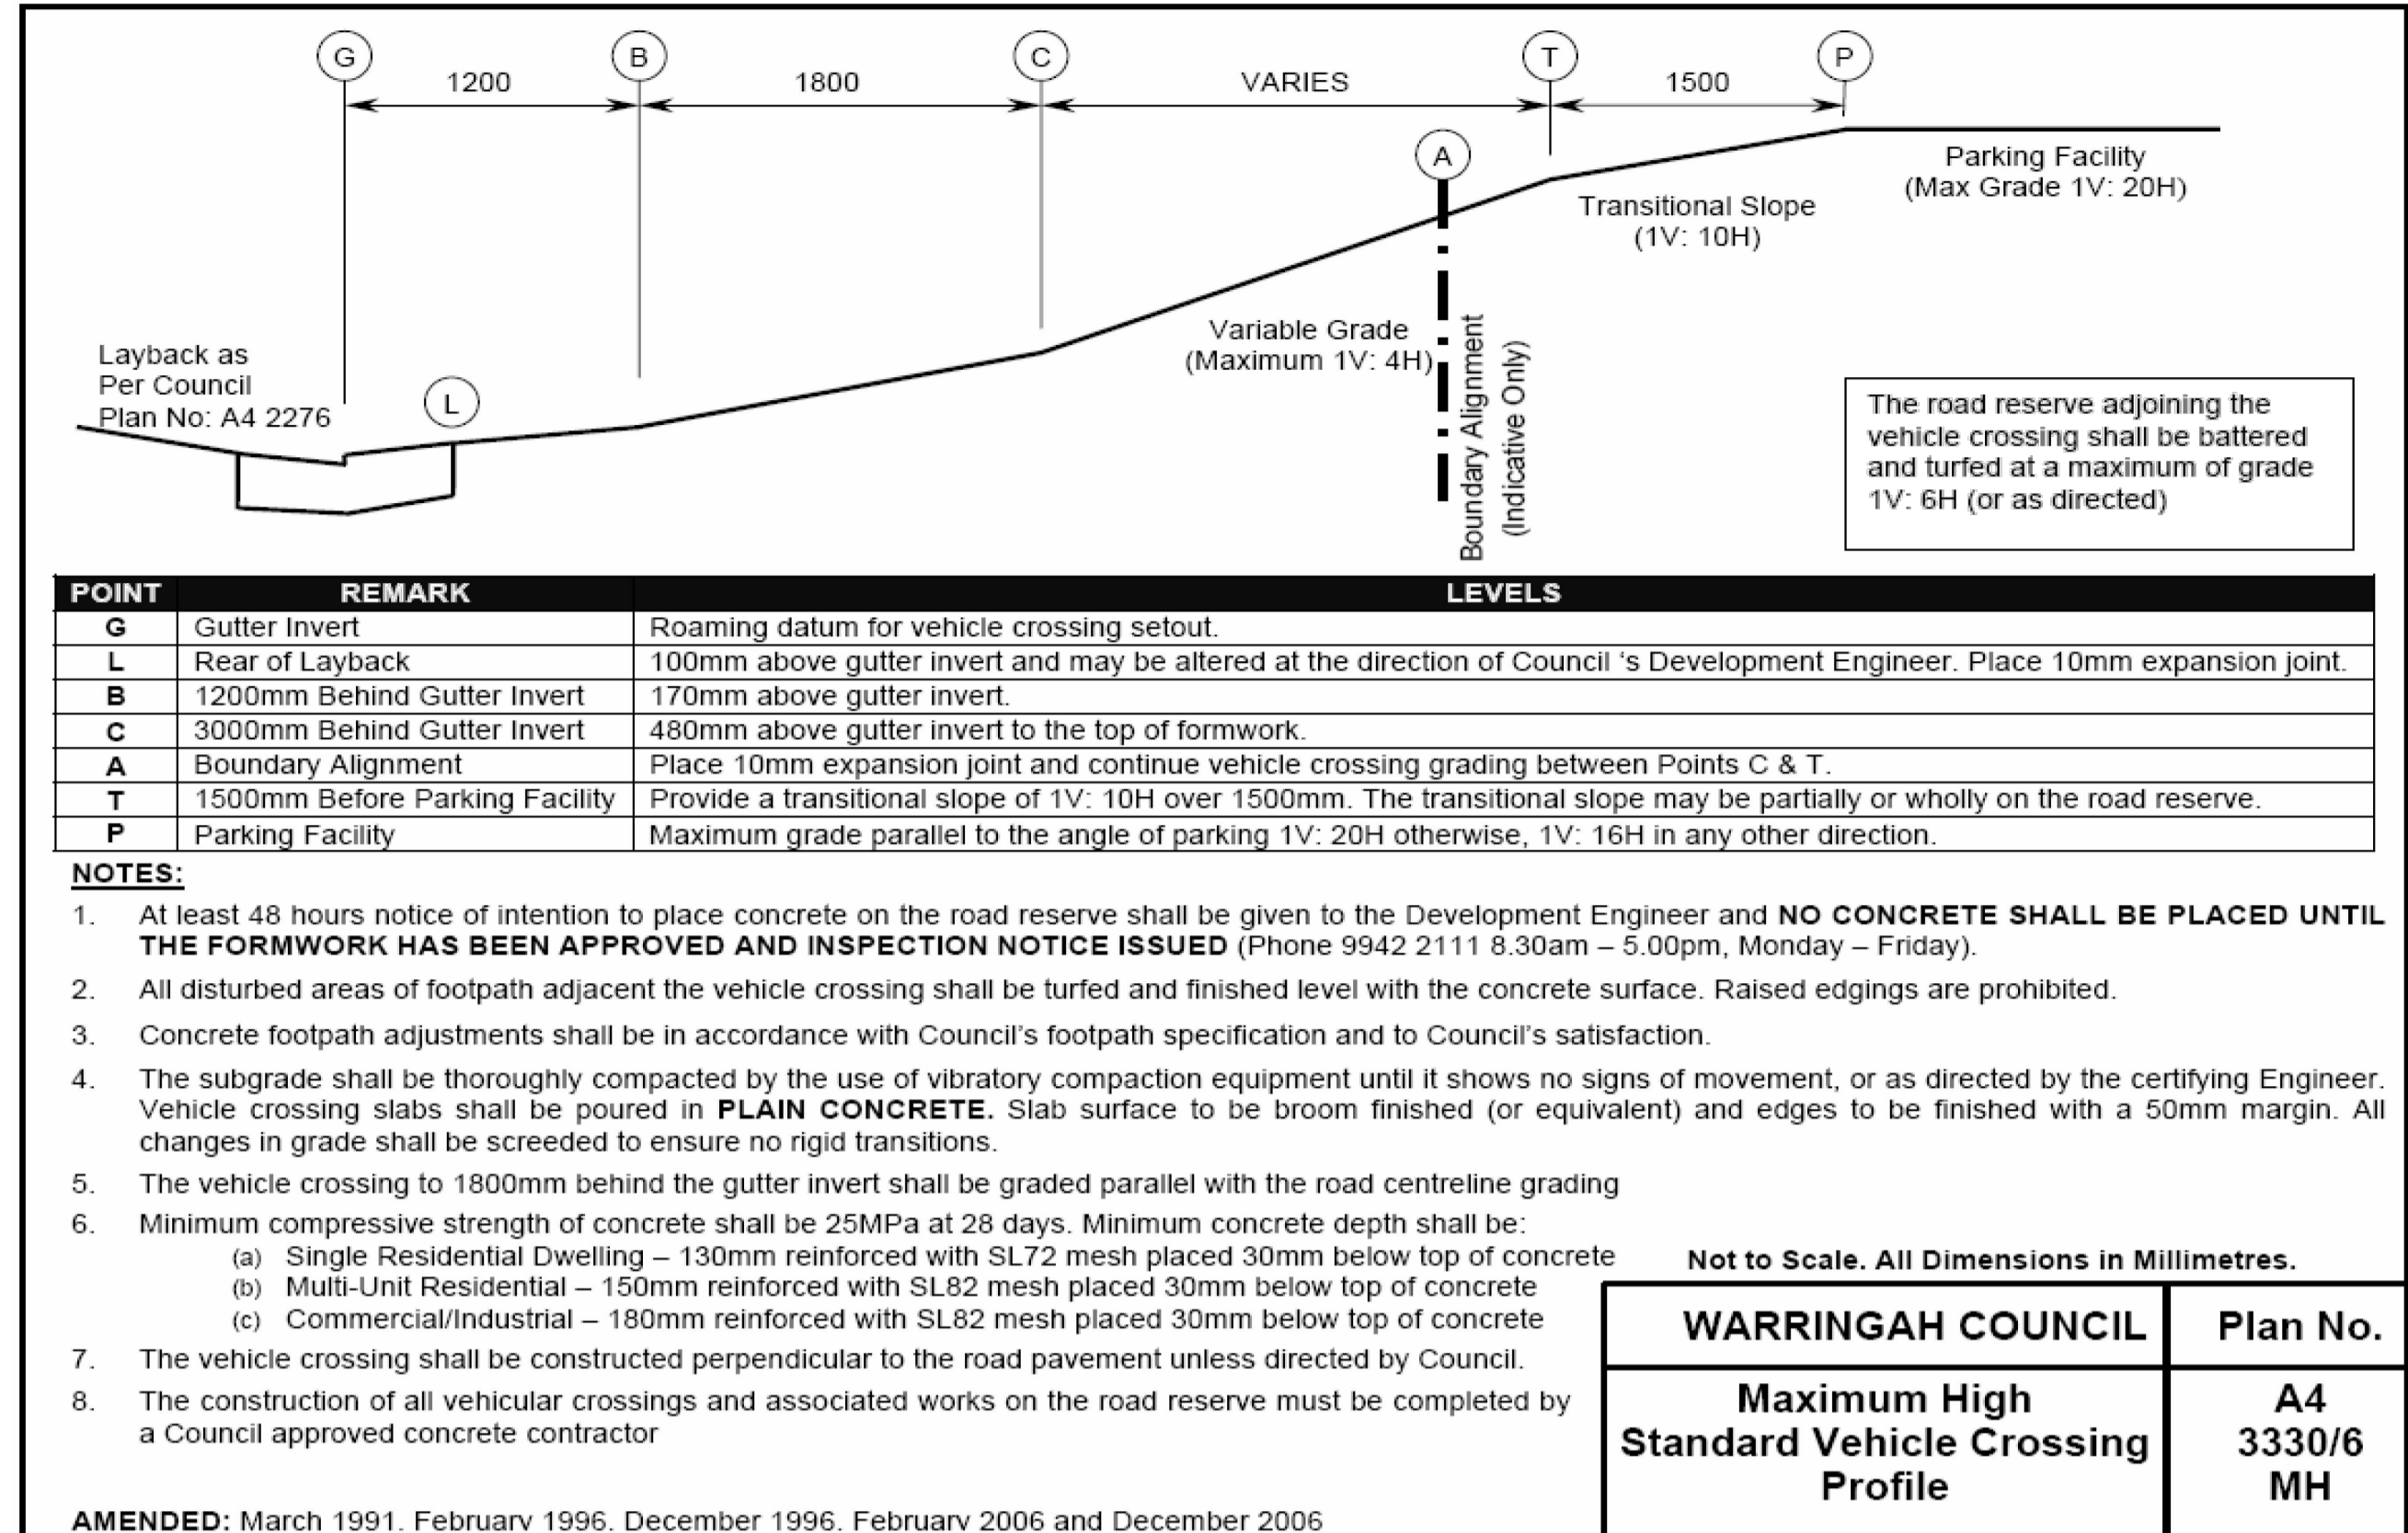 G
B
C
T
P
1200
1800
VARIES
1500
A
Parking Facility
(Max Grade 1V: 20H)
Transitional Slope
(1V: 10H)
Variable Grade
(Maximum 1V: 4H)
Boundary Alignment
(Indicative Only)
Layback as
Per Council
Plan No: A4 2276
L
The road reserve adjoining the
vehicle crossing shall be battered
and turfed at a maximum of grade
1V: 6H (or as directed)
POINT REMARK LEVELS
G Gutter Invert Roaming datum for vehicle crossing setout.
L Rear of Layback 100mm above gutter invert and may be altered at the direction of Council ‘s Development Engineer. Place 10mm expansion joint.
B 1200mm Behind Gutter Invert 170mm above gutter invert.
C 3000mm Behind Gutter Invert 480mm above gutter invert to the top of formwork.
A Boundary Alignment Place 10mm expansion joint and continue vehicle crossing grading between Points C & T.
T 1500mm Before Parking Facility Provide a transitional slope of 1V: 10H over 1500mm. The transitional slope may be partially or wholly on the road reserve.
P Parking Facility Maximum grade parallel to the angle of parking 1V: 20H otherwise, 1V: 16H in any other direction.
NOTES:
1. At least 48 hours notice of intention to place concrete on the road reserve shall be given to the Development Engineer and NO CONCRETE SHALL BE PLACED UNTIL
THE FORMWORK HAS BEEN APPROVED AND INSPECTION NOTICE ISSUED (Phone 9942 2111 8.30am – 5.00pm, Monday – Friday).
2. All disturbed areas of footpath adjacent the vehicle crossing shall be turfed and finished level with the concrete surface. Raised edgings are prohibited.
3. Concrete footpath adjustments shall be in accordance with Council’s footpath specification and to Council’s satisfaction.
4. The subgrade shall be thoroughly compacted by the use of vibratory compaction equipment until it shows no signs of movement, or as directed by the certifying Engineer.
Vehicle crossing slabs shall be poured in PLAIN CONCRETE. Slab surface to be broom finished (or equivalent) and edges to be finished with a 50mm margin. All
changes in grade shall be screeded to ensure no rigid transitions.
5. The vehicle crossing to 1800mm behind the gutter invert shall be graded parallel with the road centreline grading
6. Minimum compressive strength of concrete shall be 25MPa at 28 days. Minimum concrete depth shall be:
(a) Single Residential Dwelling – 130mm reinforced with SL72 mesh placed 30mm below top of concrete
(b) Multi-Unit Residential – 150mm reinforced with SL82 mesh placed 30mm below top of concrete
(c) Commercial/Industrial – 180mm reinforced with SL82 mesh placed 30mm below top of concrete
7. The vehicle crossing shall be constructed perpendicular to the road pavement unless directed by Council.
8. The construction of all vehicular crossings and associated works on the road reserve must be completed by
a Council approved concrete contractor
AMENDED: March 1991, February 1996, December 1996, February 2006 and December 2006
Not to Scale. All Dimensions in Millimetres.
WARRINGAH COUNCIL
Plan No.
Maximum High
Standard Vehicle Crossing
Profile
A4
3330/6
MH